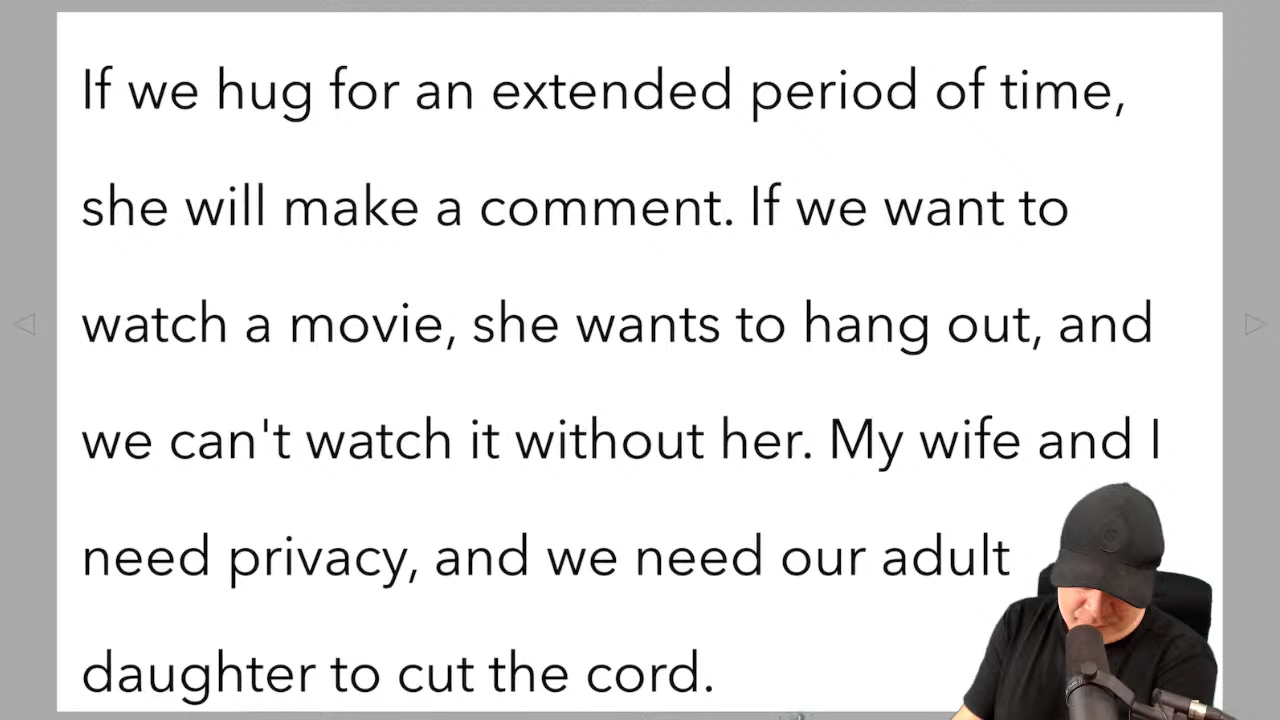 If we hug for an extended period of time,
she will make a comment. If we want to
watch a movie, she wants to hang out, and
we can't watch it without her. My wife and I
need privacy, and we need our adult
daughter to cut the cord.